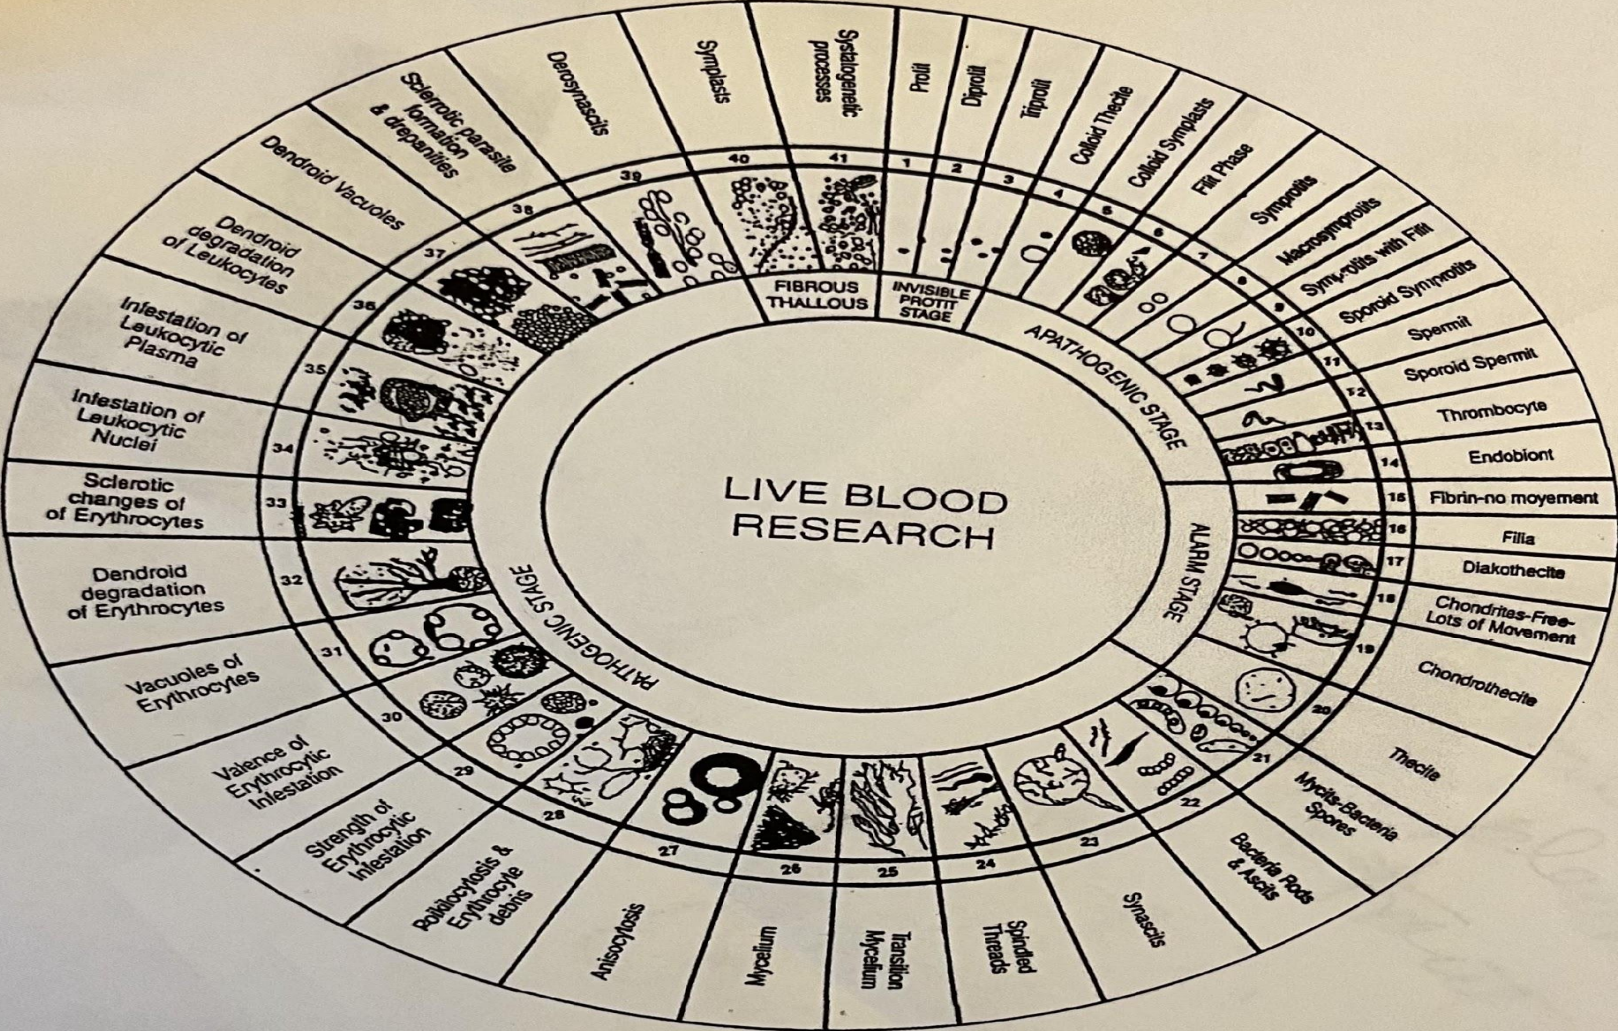 LIVE BLOOD
RESEARCH
INVISIBLE
PROTIT
STAGE
APATHOGENIC STAGE
ALARM STAGE
PATHOGENIC STAGE
FIBROUS
THALLOUS
1
Protit
2
Diprotit
3
Triprotit
4
Colloid Thecite
5
Colloid Symplasts
6
Filit Phase
7
Symprotits
8
Macrosymprotits
9
Symprotits with Filit
10
Sporoid Symprotits
11
Spermit
12
Sporoid Spermit
13
Thrombocyte
14
Endobiont
15
Fibrin-no moyement
16
Filia
17
Diakothecite
18
Chondrites-Free-
Lots of Movement
19
Chondrothecite
20
Thecite
21
Mycits-Bacteria
Spores
22
Bacteria Rods
& Ascits
23
Synascits
24
Spindled
Threads
25
Transition
Mycelium
26
Mycelium
27
Anisocytosis
28
Poikilocytosis &
Erythrocyte
debris
29
Strength of
Erythrocytic
Infestation
30
Valence of
Erythrocytic
Infestation
31
Vacuoles of
Erythrocytes
32
Dendroid
degradation
of Erythrocytes
33
Sclerotic
changes of
of Erythrocytes
34
Infestation of
Leukocytic
Nuclei
35
Infestation of
Leukocytic
Plasma
36
Dendroid
degradation
of Leukocytes
37
Dendroid Vacuoles
38
Sclerrotic parasite
formation
& drepanities
39
Derosynascits
40
Symplasts
41
Systatogenetic
processes